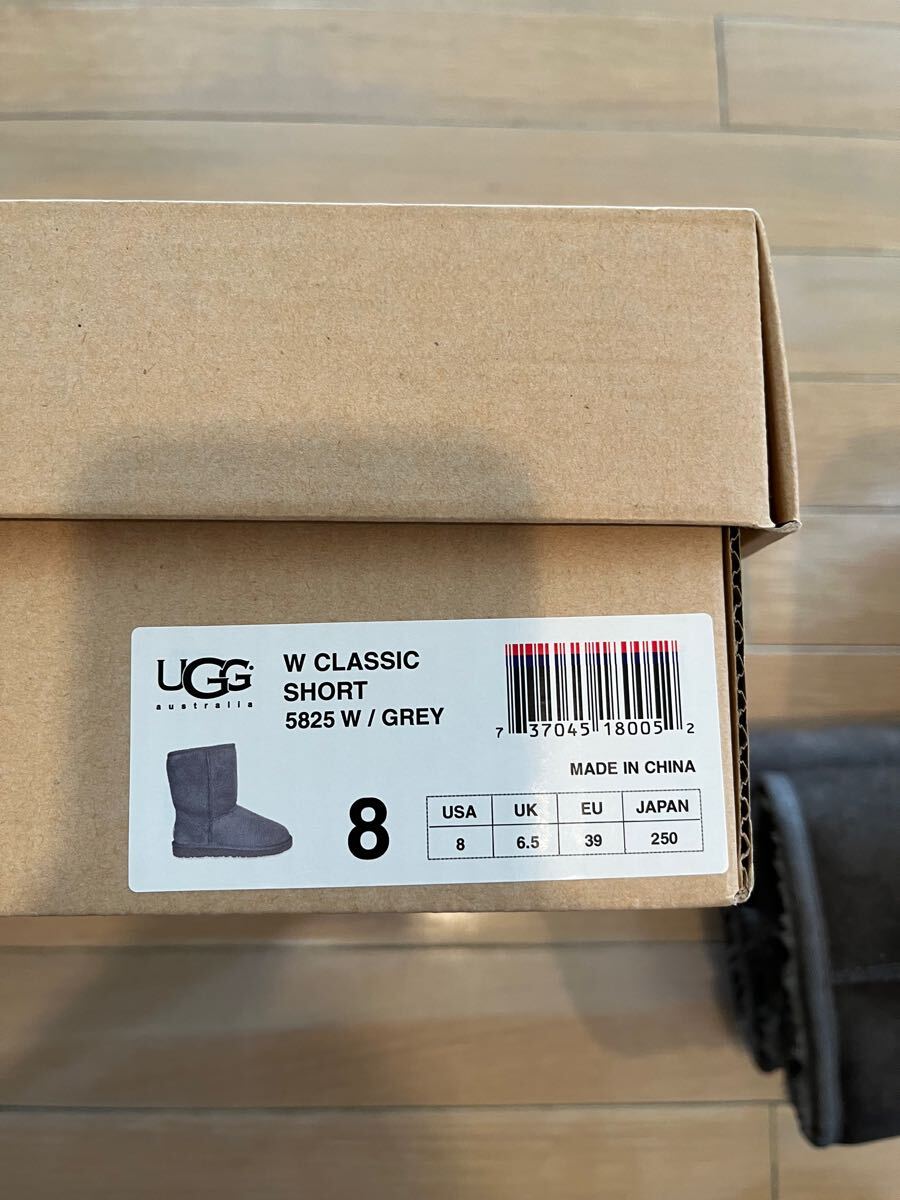 UGG
australia
W CLASSIC
SHORT
5825 W / GREY
7 37045 18005 2
MADE IN CHINA
8
USA UK EU JAPAN
8 6.5 39 250